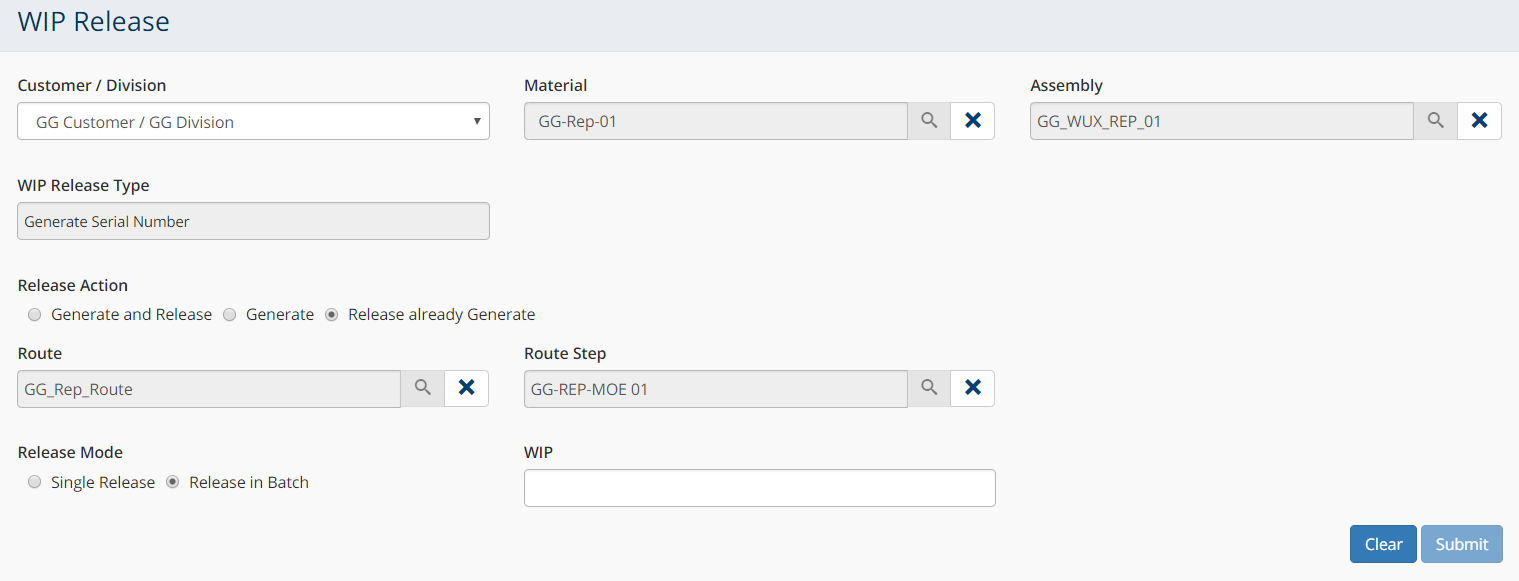 WIP Release
Customer / Division Material Assembly
GG Customer / GG Division GG-Rep-01 GG_WUX_REP_01
WIP Release Type
Generate Serial Number
Release Action
Generate and Release Generate Release already Generate
Route Route Step
GG_Rep_Route GG-REP-MOE 01
Release Mode WIP
Single Release Release in Batch
Clear Submit